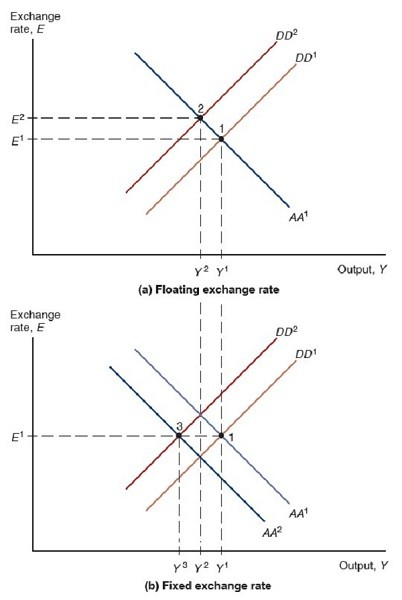 Exchange
rate, E
DD²
DD¹
E²
2
1
E¹
AA¹
Y² Y¹
Output, Y
(a) Floating exchange rate
Exchange
rate, E
DD²
DD¹
E¹
3
1
AA¹
AA²
Y³ Y² Y¹
Output, Y
(b) Fixed exchange rate